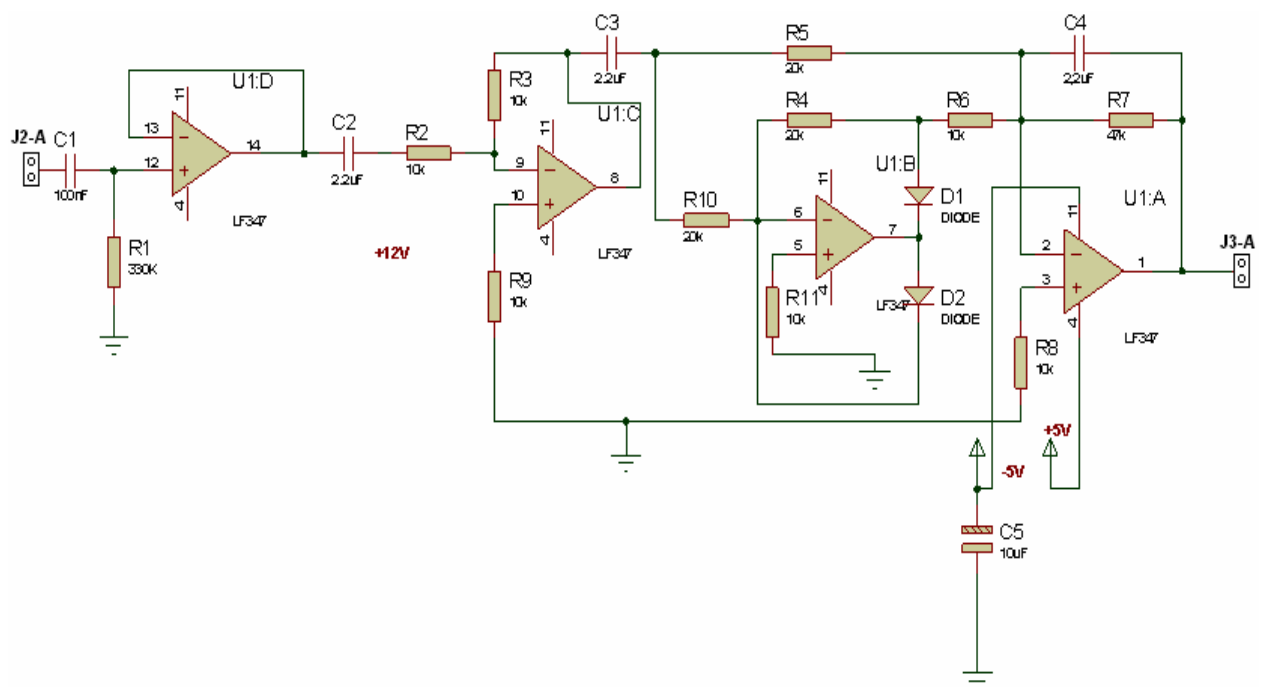 J2-A
C1
100nF
R1
330K
13
12
11
4
14
U1:D
LF347
C2
2.2uF
R2
10k
+12V
R3
10k
C3
2.2uF
U1:C
9
10
11
4
8
LF347
R9
10k
R5
20k
R4
20k
R10
20k
R6
10k
U1:B
6
5
11
4
7
LF347
R11
10k
D1
DIODE
D2
DIODE
C4
2,2uF
R7
47k
U1:A
2
3
11
4
1
LF347
R8
10k
J3-A
-5V
+5V
C5
10uF